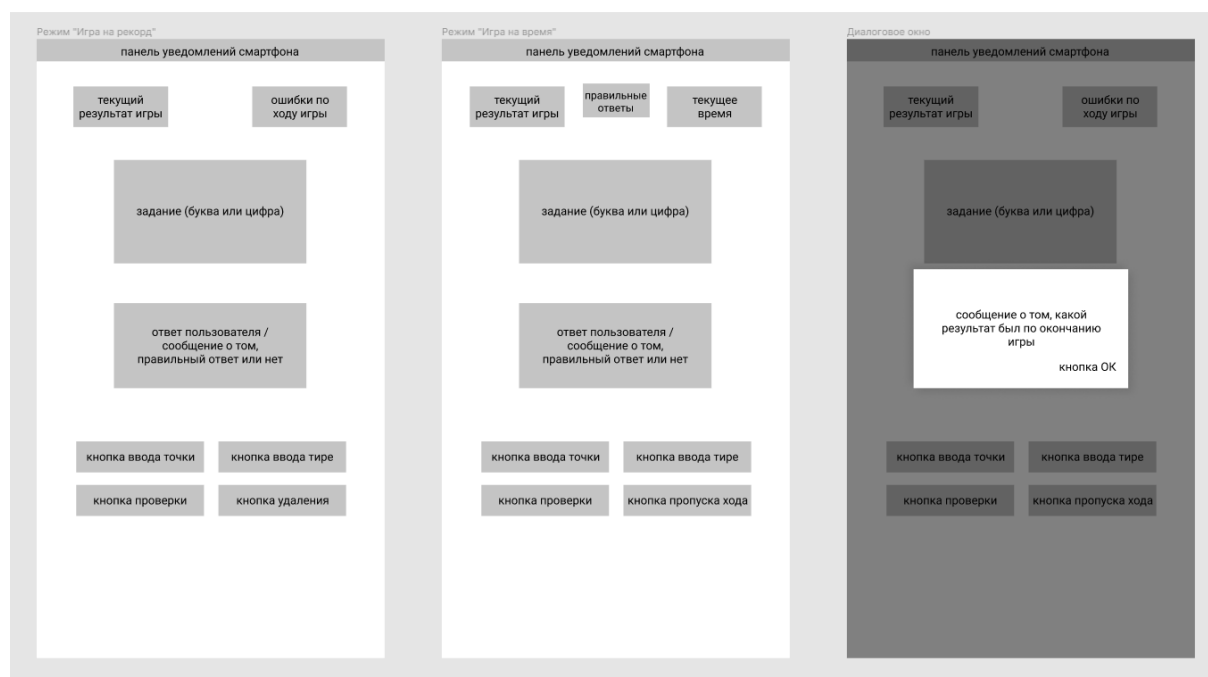 Режим "Игра на рекорд"
панель уведомлений смартфона
текущий
результат игры
ошибки по
ходу игры
задание (буква или цифра)
ответ пользователя /
сообщение о том,
правильный ответ или нет
кнопка ввода точки
кнопка ввода тире
кнопка проверки
кнопка удаления
Режим "Игра на время"
панель уведомлений смартфона
текущий
результат игры
правильные
ответы
текущее
время
задание (буква или цифра)
ответ пользователя /
сообщение о том,
правильный ответ или нет
кнопка ввода точки
кнопка ввода тире
кнопка проверки
кнопка пропуска хода
Диалоговое окно
панель уведомлений смартфона
текущий
результат игры
ошибки по
ходу игры
задание (буква или цифра)
сообщение о том, какой
результат был по окончанию
игры
кнопка ОК
кнопка ввода точки
кнопка ввода тире
кнопка проверки
кнопка пропуска хода